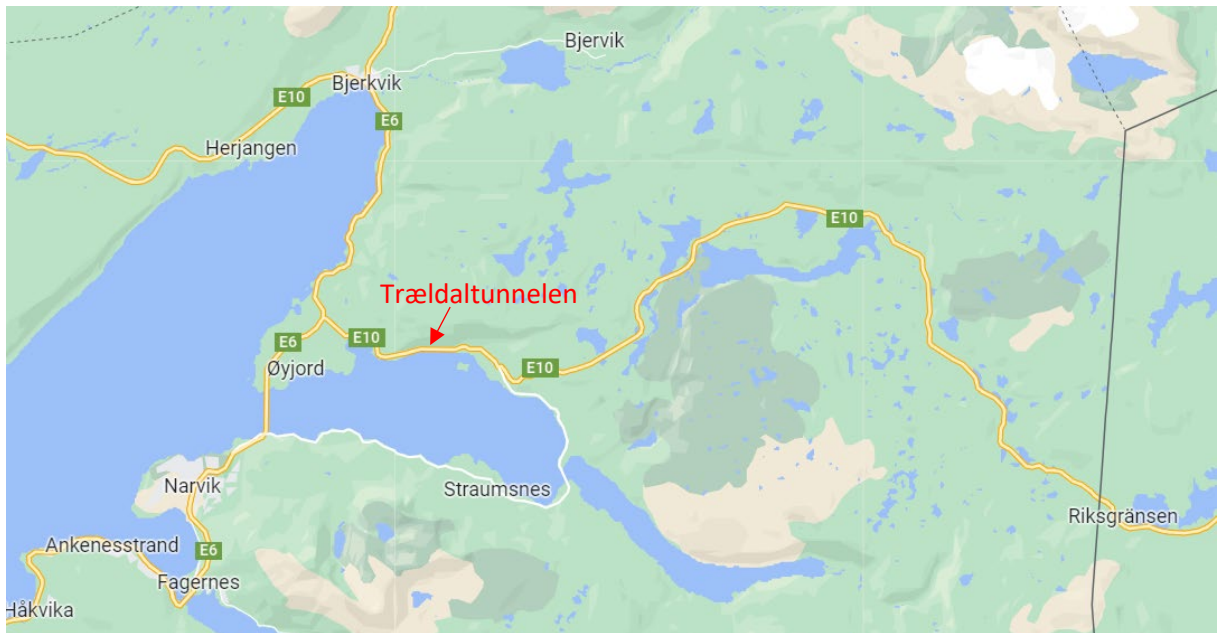 Bjervik
Bjerkvik
E10
E6
Herjangen
E10
Trældaltunnelen
E6
E10
Øyjord
E10
Narvik
Straumsnes
Riksgränsen
Ankenesstrand
E6
Fagernes
Håkvika